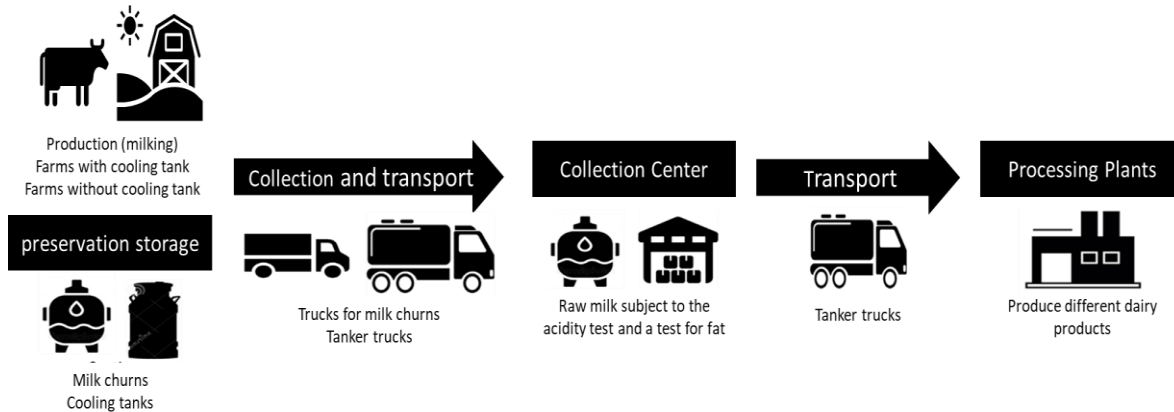 Production (milking)
Farms with cooling tank
Farms without cooling tank
preservation storage
Milk churns
Cooling tanks
Collection and transport
Trucks for milk churns
Tanker trucks
Collection Center
Raw milk subject to the
acidity test and a test for fat
Transport
Tanker trucks
Processing Plants
Produce different dairy
products